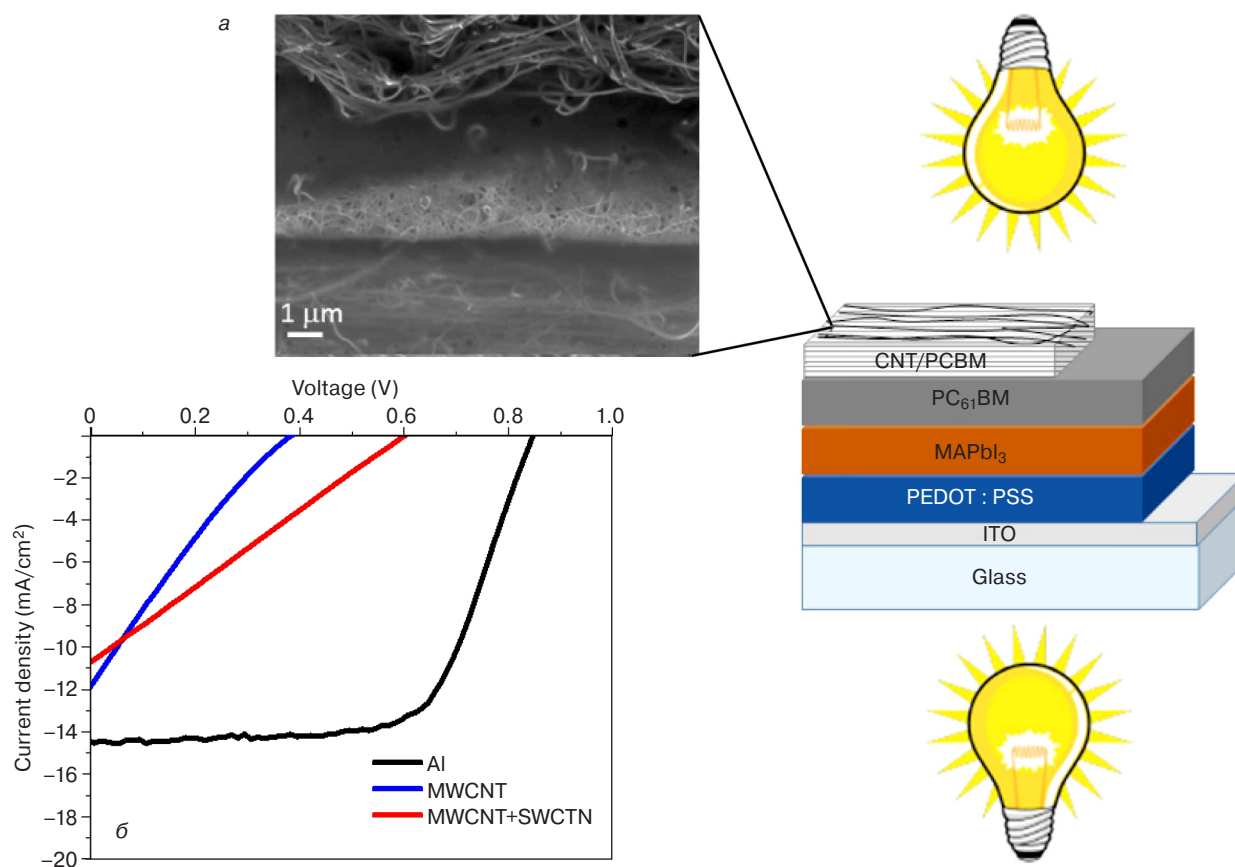 а
1 μm
CNT/PCBM
PC₆₁BM
MAPbI₃
PEDOT : PSS
ITO
Glass
Voltage (V)
0 0.2 0.4 0.6 0.8 1.0
−2
−4
−6
−8
−10
−12
−14
−16
−18
−20
Current density (mA/cm²)
Al
MWCNT
MWCNT+SWCTN
б